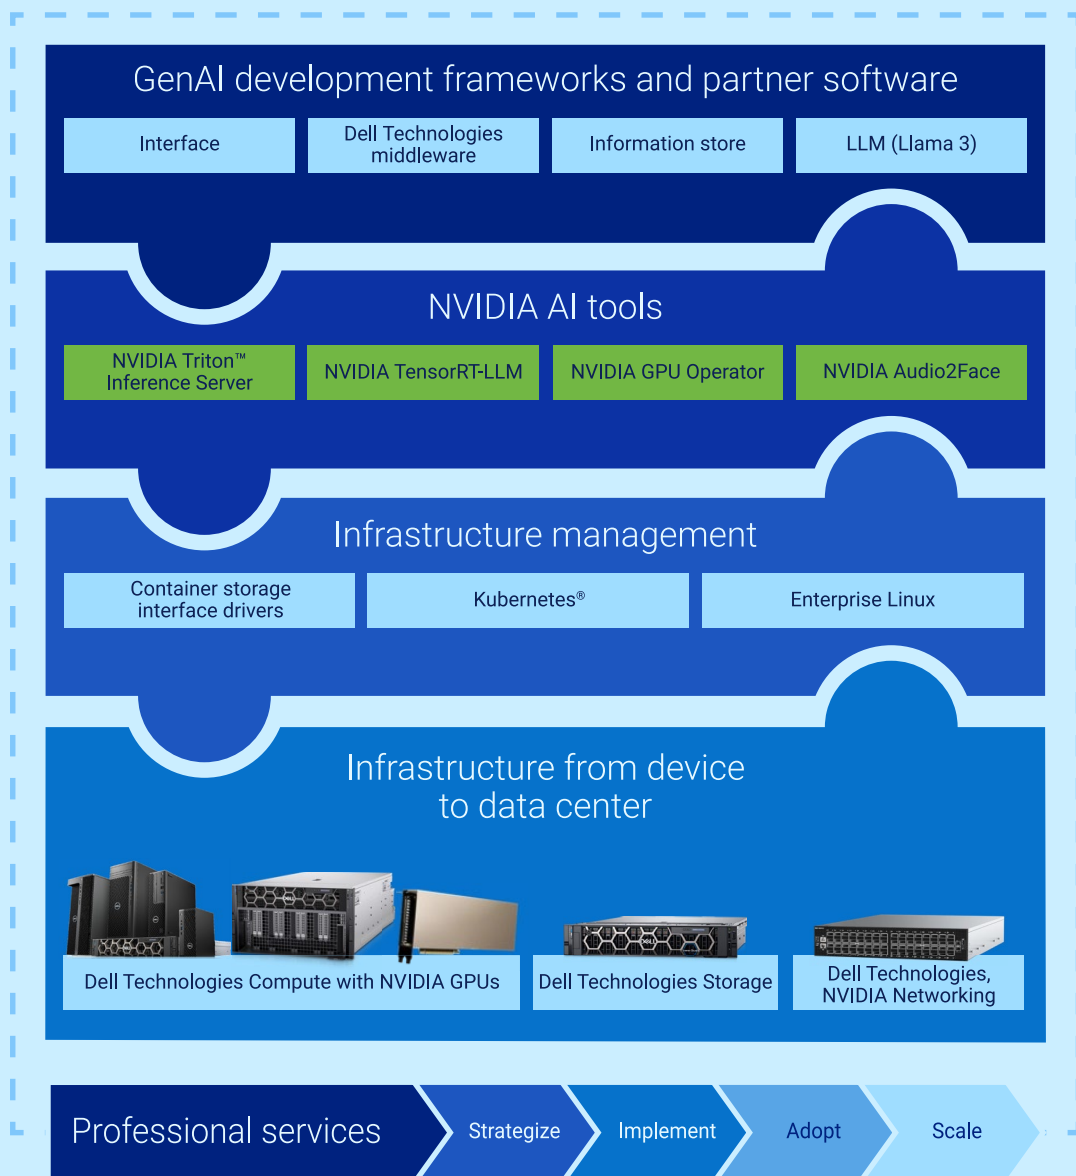 GenAI development frameworks and partner software
Interface
Dell Technologies
middleware
Information store
LLM (Llama 3)
NVIDIA AI tools
NVIDIA Triton™
Inference Server
NVIDIA TensorRT-LLM
NVIDIA GPU Operator
NVIDIA Audio2Face
Infrastructure management
Container storage
interface drivers
Kubernetes®
Enterprise Linux
Infrastructure from device
to data center
DELL
DELL
Dell Technologies Compute with NVIDIA GPUs
Dell Technologies Storage
Dell Technologies,
NVIDIA Networking
Professional services
Strategize
Implement
Adopt
Scale